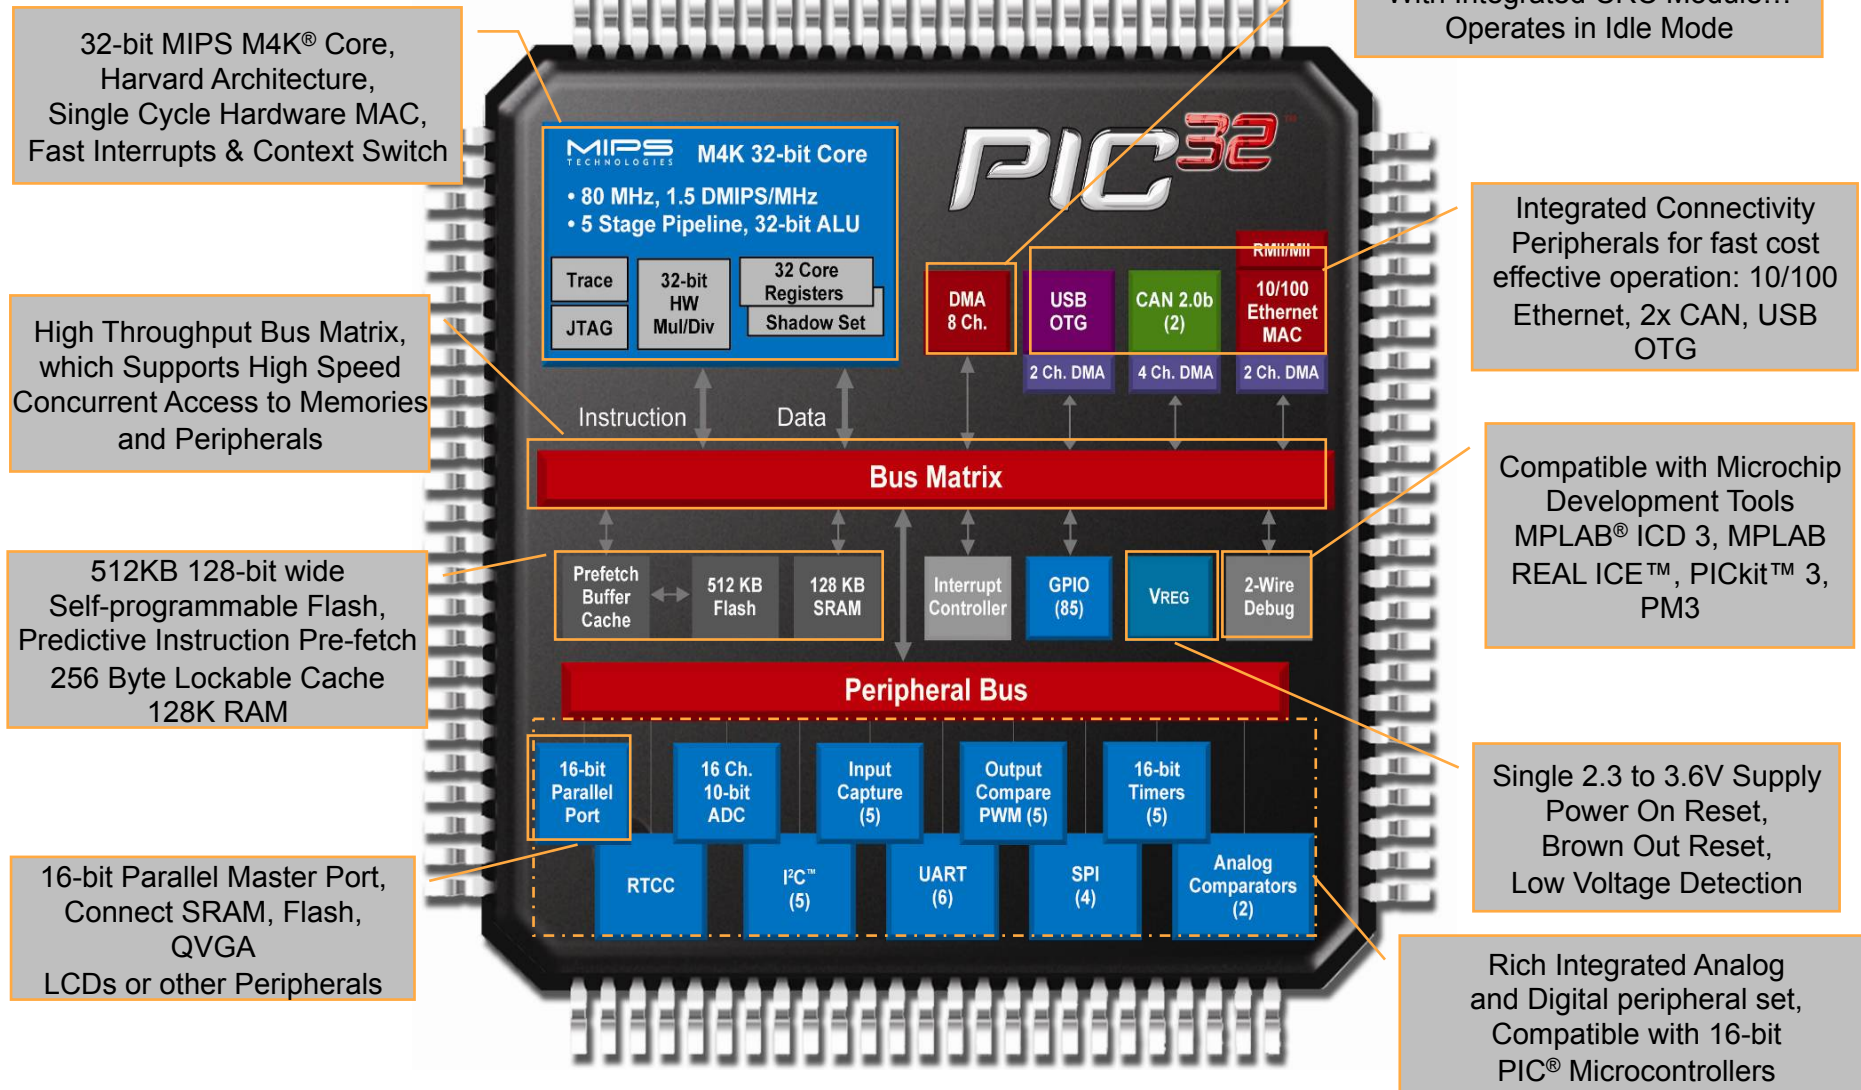 With Integrated CRC Module…
Operates in Idle Mode
32-bit MIPS M4K® Core,
Harvard Architecture,
Single Cycle Hardware MAC,
Fast Interrupts & Context Switch
MIPS
TECHNOLOGIES
M4K 32-bit Core
• 80 MHz, 1.5 DMIPS/MHz
• 5 Stage Pipeline, 32-bit ALU
Trace
JTAG
32-bit
HW
Mul/Div
32 Core
Registers
Shadow Set
PIC32™
DMA
8 Ch.
USB
OTG
2 Ch. DMA
CAN 2.0b
(2)
4 Ch. DMA
RMII/MII
10/100
Ethernet
MAC
2 Ch. DMA
Integrated Connectivity
Peripherals for fast cost
effective operation: 10/100
Ethernet, 2x CAN, USB
OTG
High Throughput Bus Matrix,
which Supports High Speed
Concurrent Access to Memories
and Peripherals
Instruction
Data
Bus Matrix
Compatible with Microchip
Development Tools
MPLAB® ICD 3, MPLAB
REAL ICE™, PICkit™ 3,
PM3
512KB 128-bit wide
Self-programmable Flash,
Predictive Instruction Pre-fetch
256 Byte Lockable Cache
128K RAM
Prefetch
Buffer
Cache
512 KB
Flash
128 KB
SRAM
Interrupt
Controller
GPIO
(85)
VREG
2-Wire
Debug
Peripheral Bus
16-bit
Parallel
Port
16 Ch.
10-bit
ADC
Input
Capture
(5)
Output
Compare
PWM (5)
16-bit
Timers
(5)
RTCC
I²C™
(5)
UART
(6)
SPI
(4)
Analog
Comparators
(2)
Single 2.3 to 3.6V Supply
Power On Reset,
Brown Out Reset,
Low Voltage Detection
16-bit Parallel Master Port,
Connect SRAM, Flash,
QVGA
LCDs or other Peripherals
Rich Integrated Analog
and Digital peripheral set,
Compatible with 16-bit
PIC® Microcontrollers